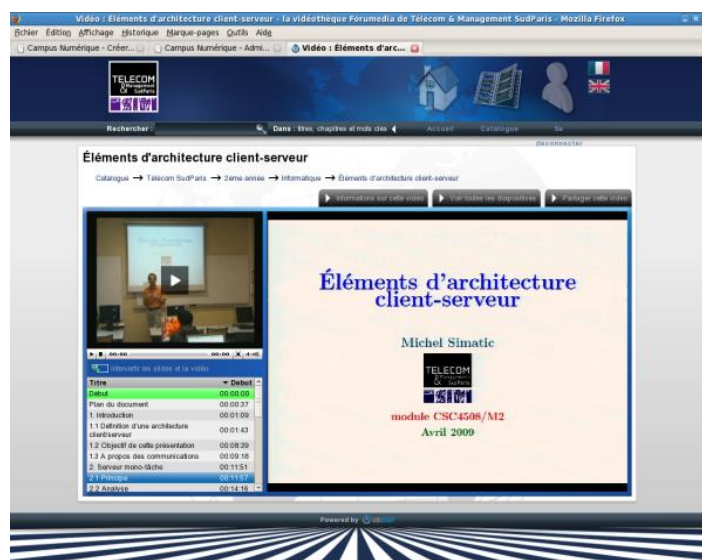 Vidéo : Éléments d'architecture client-serveur - la vidéothèque Forumedia de Télécom & Management SudParis - Mozilla Firefox
Fichier Édition Affichage Historique Marque-pages Outils Aide
Campus Numérique - Créer... Campus Numérique - Admi... Vidéo : Éléments d'arc...
TELECOM
& Management
SudParis
Rechercher : Dans : titres, chapitres et mots clés Accueil Catalogue Se
déconnecter
Éléments d'architecture client-serveur
Catalogue → Télécom SudParis → 2ème année → Informatique → Éléments d'architecture client-serveur
Informations sur cette vidéo Voir toutes les diapositives Partager cette vidéo
Éléments d'architecture
client-serveur
Michel Simatic
TELECOM
& Management
SudParis
module CSC4508/M2
Avril 2009
00:00 00:00
Intervertir les slides et la vidéo
Titre Début
Début 00:00:00
Plan du document 00:00:37
1. Introduction 00:01:09
1.1 Définition d'une architecture
client/serveur 00:01:43
1.2 Objectif de cette présentation 00:08:39
1.3 A propos des communications 00:09:18
2. Serveur mono-tâche 00:11:51
2.1 Principe 00:11:57
2.2 Analyse 00:14:16
Powered by